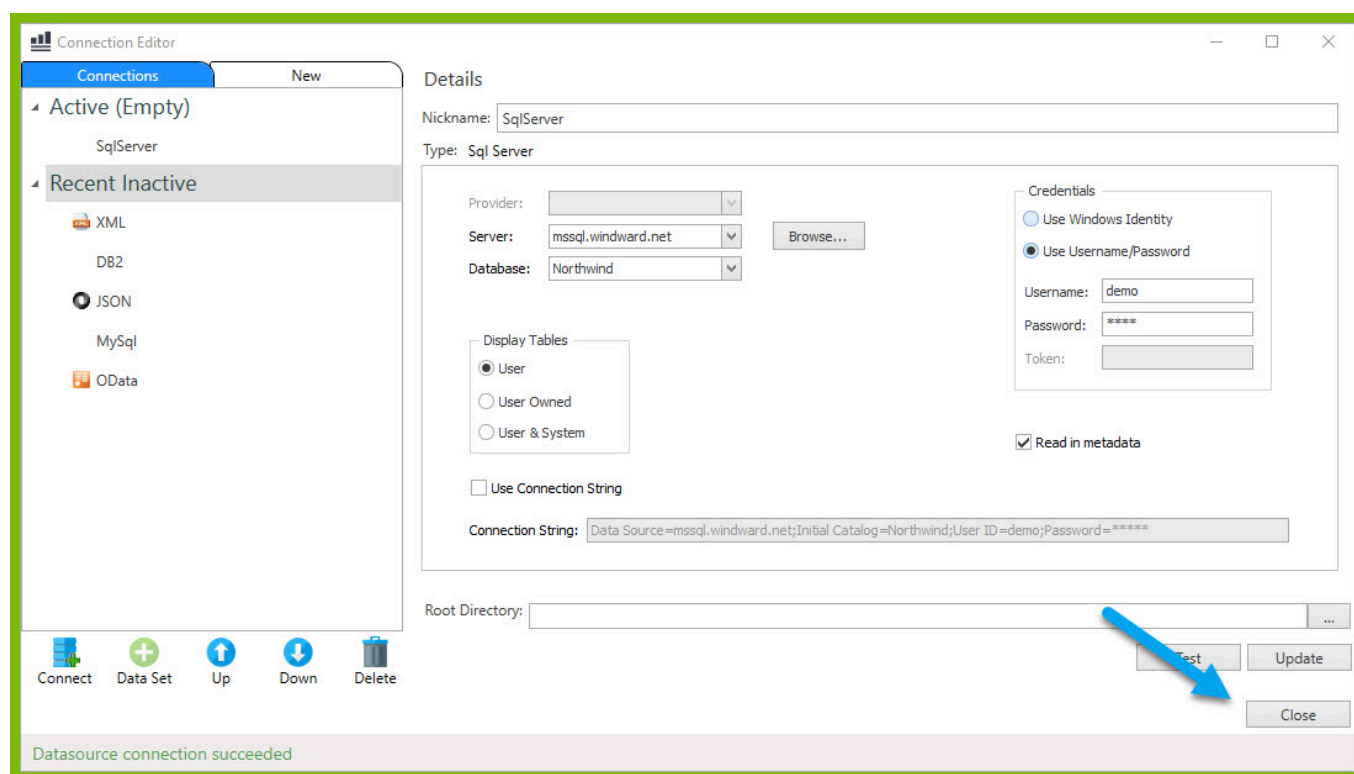 Connection Editor
Connections
New
Active (Empty)
SqlServer
Recent Inactive
XML
DB2
JSON
MySql
OData
Connect
Data Set
Up
Down
Delete
Details
Nickname: SqlServer
Type: Sql Server
Provider:
Server: mssql.windward.net Browse...
Database: Northwind
Display Tables
User
User Owned
User & System
Credentials
Use Windows Identity
Use Username/Password
Username: demo
Password: ****
Token:
Read in metadata
Use Connection String
Connection String: Data Source=mssql.windward.net;Initial Catalog=Northwind;User ID=demo;Password=*****
Root Directory: ...
Test Update
Close
Datasource connection succeeded